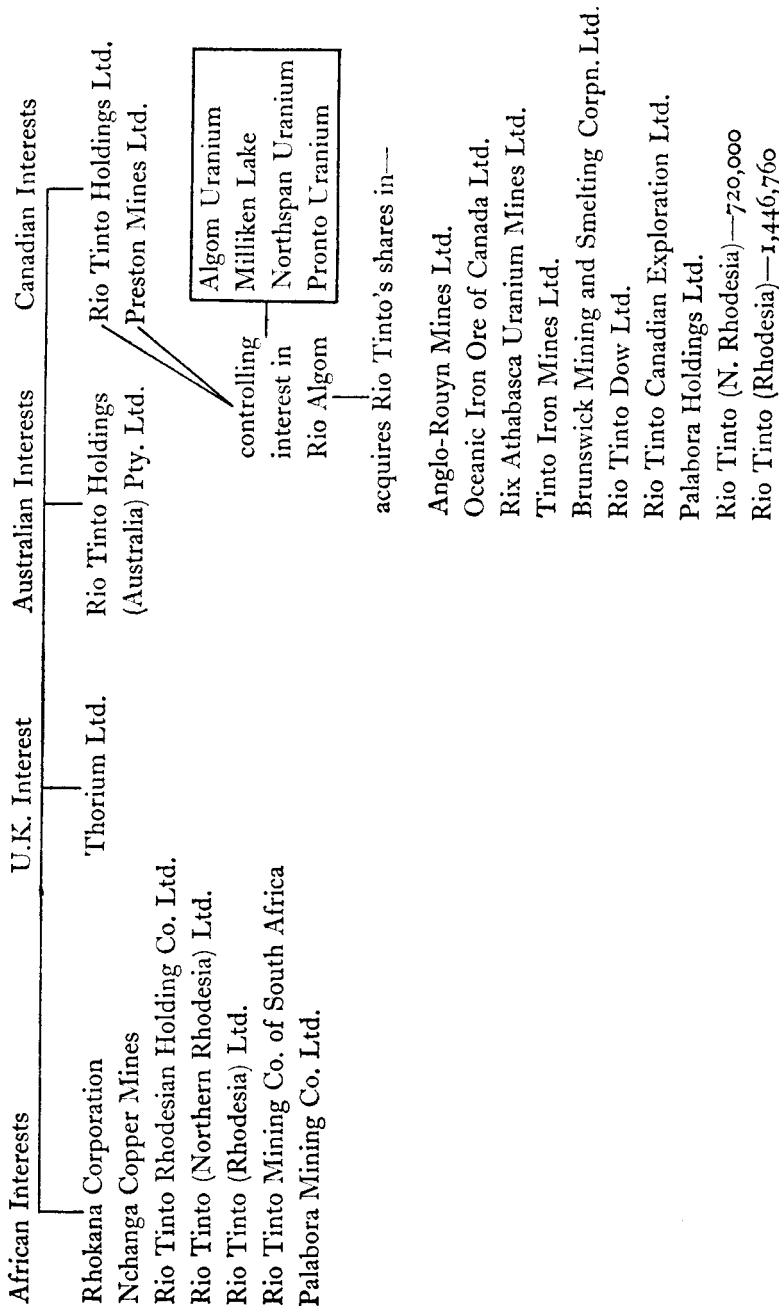 African Interests
Rhokana Corporation
Nchanga Copper Mines
Rio Tinto Rhodesian Holding Co. Ltd.
Rio Tinto (Northern Rhodesia) Ltd.
Rio Tinto (Rhodesia) Ltd.
Rio Tinto Mining Co. of South Africa
Palabora Mining Co. Ltd.
U.K. Interest
Thorium Ltd.
Australian Interests
Rio Tinto Holdings
(Australia) Pty. Ltd.
Canadian Interests
Rio Tinto Holdings Ltd.
Preston Mines Ltd.
controlling
interest in
Rio Algom
Algom Uranium
Milliken Lake
Northspan Uranium
Pronto Uranium
acquires Rio Tinto's shares in—
Anglo-Rouyn Mines Ltd.
Oceanic Iron Ore of Canada Ltd.
Rix Athabasca Uranium Mines Ltd.
Tinto Iron Mines Ltd.
Brunswick Mining and Smelting Corpn. Ltd.
Rio Tinto Dow Ltd.
Rio Tinto Canadian Exploration Ltd.
Palabora Holdings Ltd.
Rio Tinto (N. Rhodesia)—720,000
Rio Tinto (Rhodesia)—1,446,760